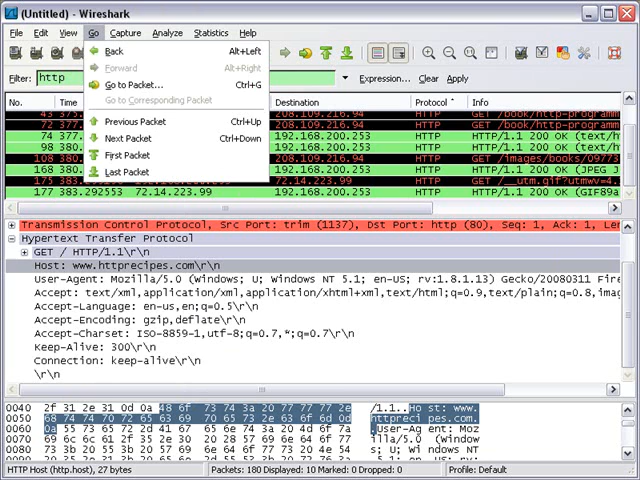 (Untitled) - Wireshark
File Edit View Go Capture Analyze Statistics Help
Back Alt+Left
Forward Alt+Right
Go to Packet... Ctrl+G
Go to Corresponding Packet
Previous Packet Ctrl+Up
Next Packet Ctrl+Down
First Packet
Last Packet
Filter: http Expression... Clear Apply
No. Time Destination Protocol Info
43 383. 208.109.216.94 HTTP GET /book/http-programm
72 377. 208.109.216.94 HTTP GET /book/http-programm
74 377. 192.168.200.253 HTTP HTTP/1.1 200 OK (text/
98 380. 192.168.200.253 HTTP HTTP/1.1 200 OK (text/
108 380. 208.109.216.94 HTTP GET /images/books/09773
168 383. 192.168.200.253 HTTP HTTP/1.1 200 OK (JPEG J
175 383. 72.14.223.99 HTTP GET /__utm.gif?utmwv=4.
177 383.292553 72.14.223.99 192.168.200.253 HTTP HTTP/1.1 200 OK (GIF89a
Transmission Control Protocol, Src Port: trim (1137), Dst Port: http (80), Seq: 1, Ack: 1, Len
Hypertext Transfer Protocol
GET / HTTP/1.1\r\n
Host: www.httprecipes.com\r\n
User-Agent: Mozilla/5.0 (Windows; U; Windows NT 5.1; en-US; rv:1.8.1.13) Gecko/20080311 Fire
Accept: text/xml,application/xml,application/xhtml+xml,text/html;q=0.9,text/plain;q=0.8,imag
Accept-Language: en-us,en;q=0.5\r\n
Accept-Encoding: gzip,deflate\r\n
Accept-Charset: ISO-8859-1,utf-8;q=0.7,*;q=0.7\r\n
Keep-Alive: 300\r\n
Connection: keep-alive\r\n
\r\n
0040 2f 31 2e 31 0d 0a 48 6f 73 74 3a 20 77 77 77 2e /1.1..Ho st: www.
0050 68 74 74 70 72 65 63 69 70 65 73 2e 63 6f 6d 0d httpreci pes.com.
0060 0a 55 73 65 72 2d 41 67 65 6e 74 3a 20 4d 6f 7a .User-Ag ent: Moz
0070 69 6c 6c 61 2f 35 2e 30 20 28 57 69 6e 64 6f 77 illa/5.0 (Window
0080 73 3b 20 55 3b 20 57 69 6e 64 6f 77 73 20 4e 54 s; U; Wi ndows NT
HTTP Host (http.host), 27 bytes Packets: 180 Displayed: 10 Marked: 0 Dropped: 0 Profile: Default